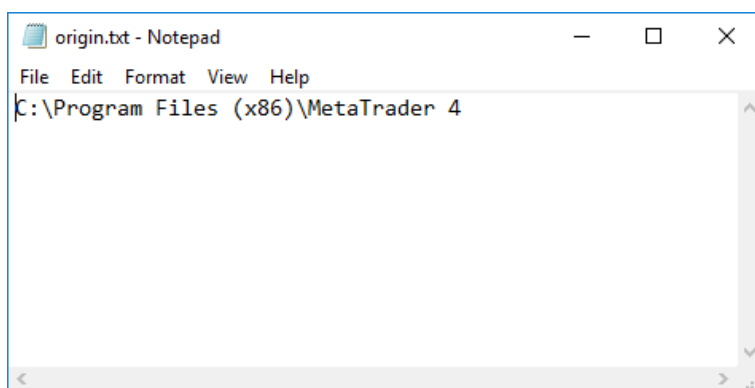 origin.txt - Notepad
File Edit Format View Help
C:\Program Files (x86)\MetaTrader 4